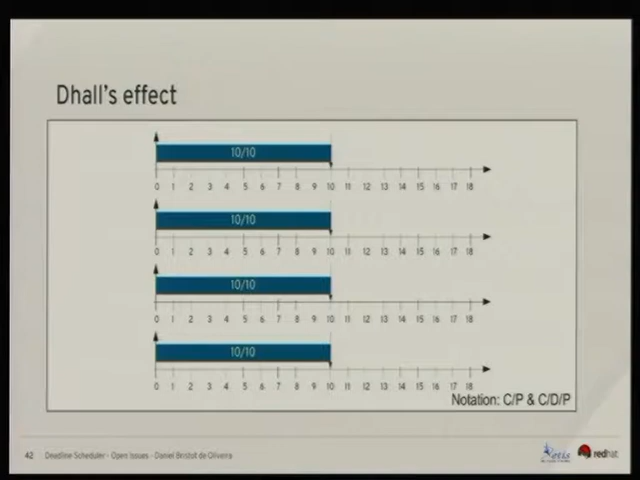 Dhall's effect
10/10
0 1 2 3 4 5 6 7 8 9 10 11 12 13 14 15 16 17 18
10/10
0 1 2 3 4 5 6 7 8 9 10 11 12 13 14 15 16 17 18
10/10
0 1 2 3 4 5 6 7 8 9 10 11 12 13 14 15 16 17 18
10/10
0 1 2 3 4 5 6 7 8 9 10 11 12 13 14 15 16 17 18
Notation: C/P & C/D/P
42 Deadline Scheduler - Open Issues - Daniel Bristot de Oliveira
Retis
redhat